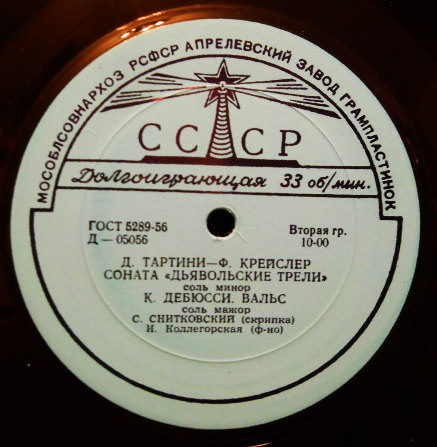 МОСОБЛСОВНАРХОЗ РСФСР АПРЕЛЕВСКИЙ ЗАВОД ГРАМПЛАСТИНОК
СССР
Долгоиграющая 33 об/мин.
ГОСТ 5289-56
Д — 05056
Вторая гр.
10-00
Д. ТАРТИНИ—Ф. КРЕЙСЛЕР
СОНАТА «ДЬЯВОЛЬСКИЕ ТРЕЛИ»
соль минор
К. ДЕБЮССИ. ВАЛЬС
соль мажор
С. СНИТКОВСКИЙ (скрипка)
И. Коллегорская (ф-но)